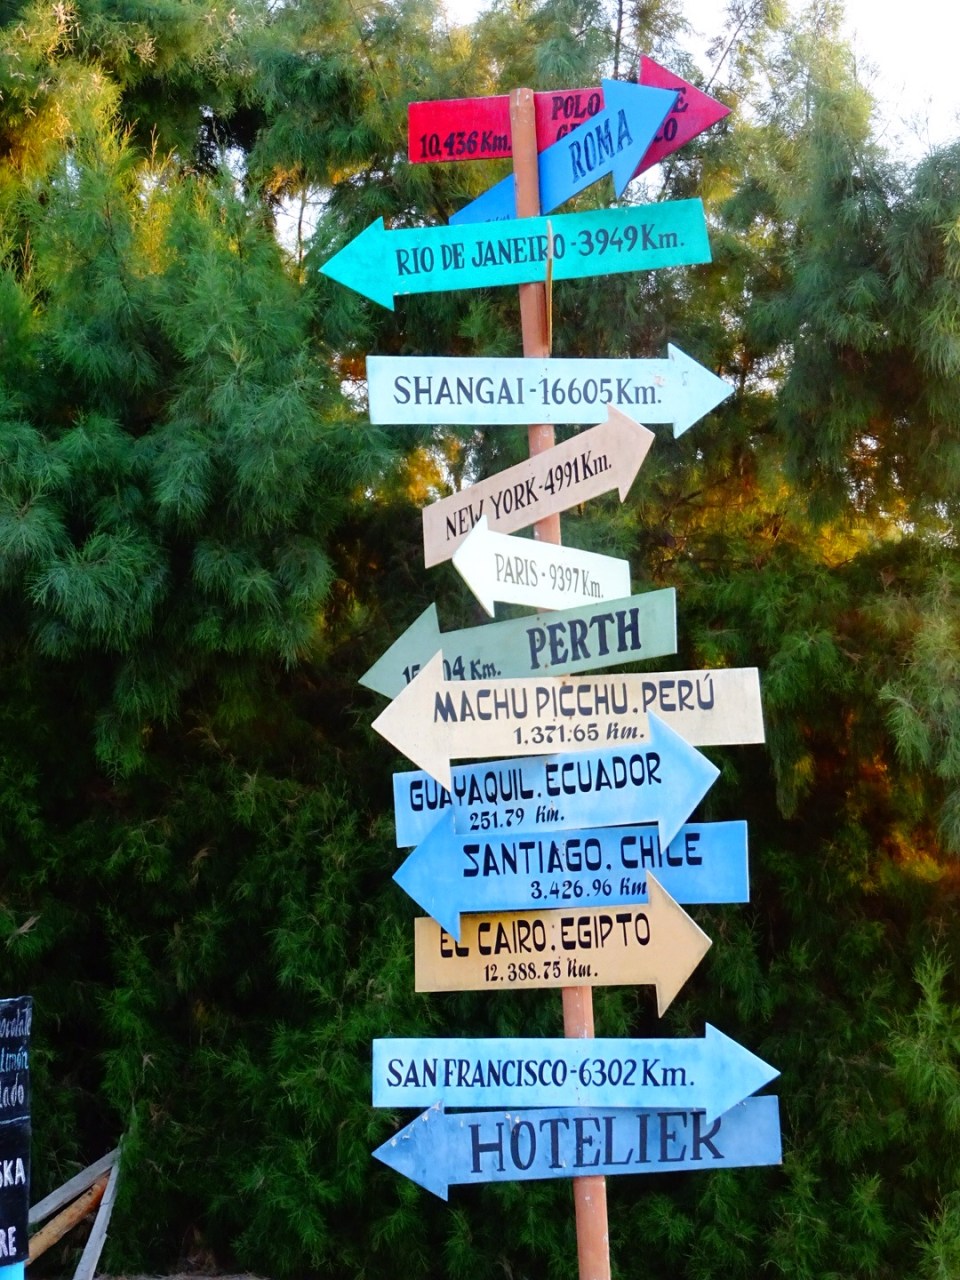 POLO
10,436 Km.
ROMA
RIO DE JANEIRO - 3949 Km.
SHANGAI - 16605 Km.
NEW YORK - 4991 Km.
PARIS - 9397 Km.
PERTH
Km.
MACHU PICCHU. PERÚ
1.371.65 Km.
GUAYAQUIL. ECUADOR
251.79 Km.
SANTIAGO. CHILE
3.426.96 Km
EL CAIRO. EGIPTO
12.388.75 Km.
SAN FRANCISCO - 6302 Km.
HOTELIER